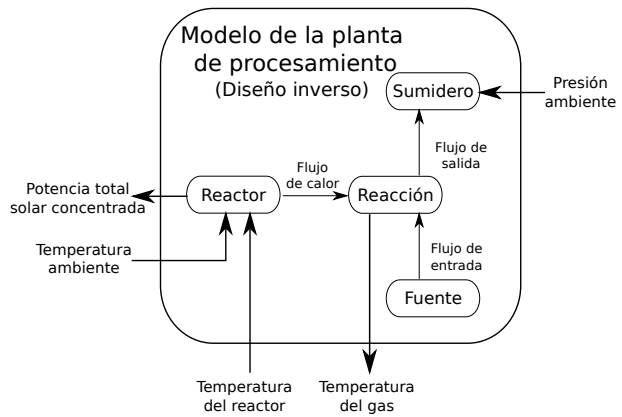 Modelo de la planta
de procesamiento
(Diseño inverso)
Sumidero
Presión
ambiente
Flujo de
salida
Flujo
de calor
Potencia total
solar concentrada
Reactor
Reacción
Temperatura
ambiente
Flujo de
entrada
Fuente
Temperatura
del reactor
Temperatura
del gas